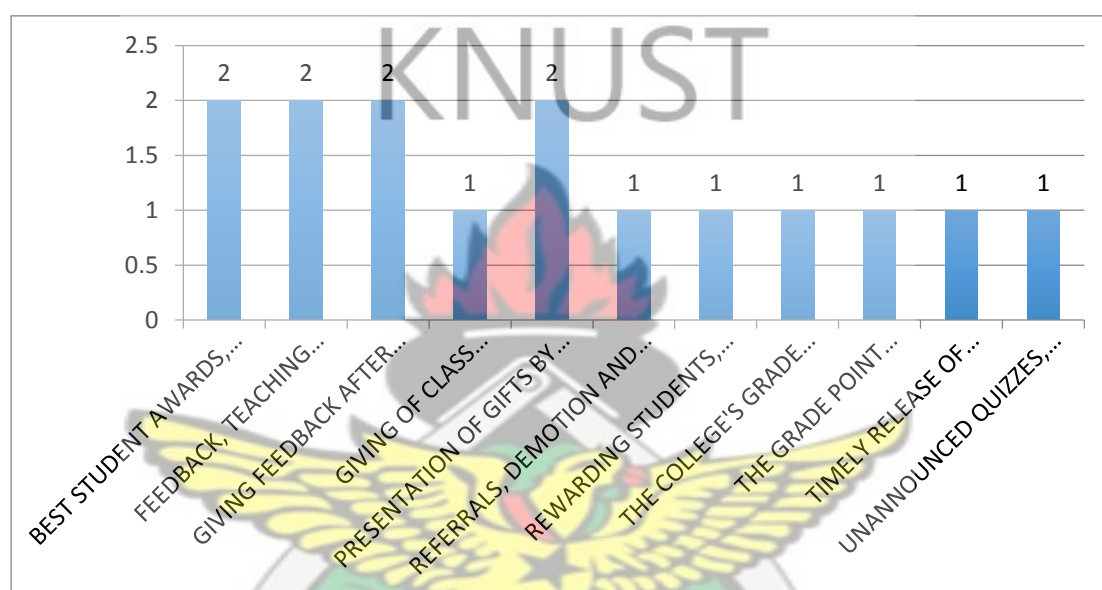 KNUST
2.5
2
1.5
1
0.5
0
2
2
2
1
2
1
1
1
1
1
1
BEST STUDENT AWARDS,...
FEEDBACK, TEACHING...
GIVING FEEDBACK AFTER...
GIVING OF CLASS...
PRESENTATION OF GIFTS BY...
REFERRALS, DEMOTION AND...
REWARDING STUDENTS,...
THE COLLEGE'S GRADE...
THE GRADE POINT...
TIMELY RELEASE OF...
UNANNOUNCED QUIZZES,...